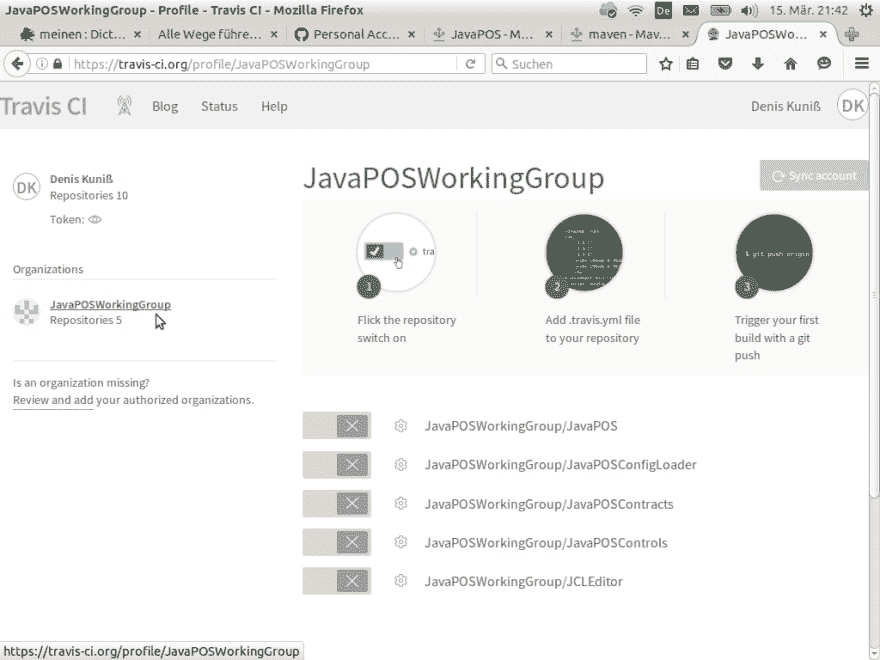 JavaPOSWorkingGroup - Profile - Travis CI - Mozilla Firefox
De
15. Mär. 21:42
meinen : Dict... ×
Alle Wege führe... ×
Personal Acc... ×
JavaPOS - M... ×
maven - Mav... ×
JavaPOSWo... ×
https://travis-ci.org/profile/JavaPOSWorkingGroup
Suchen
Travis CI
Blog
Status
Help
Denis Kuniß
DK
DK
Denis Kuniß
Repositories 10
Token:
Organizations
JavaPOSWorkingGroup
Repositories 5
Is an organization missing?
Review and add your authorized organizations.
JavaPOSWorkingGroup
Sync account
tra
1
Flick the repository
switch on
2
Add .travis.yml file
to your repository
$ git push origin
3
Trigger your first
build with a git
push
JavaPOSWorkingGroup/JavaPOS
JavaPOSWorkingGroup/JavaPOSConfigLoader
JavaPOSWorkingGroup/JavaPOSContracts
JavaPOSWorkingGroup/JavaPOSControls
JavaPOSWorkingGroup/JCLEditor
https://travis-ci.org/profile/JavaPOSWorkingGroup